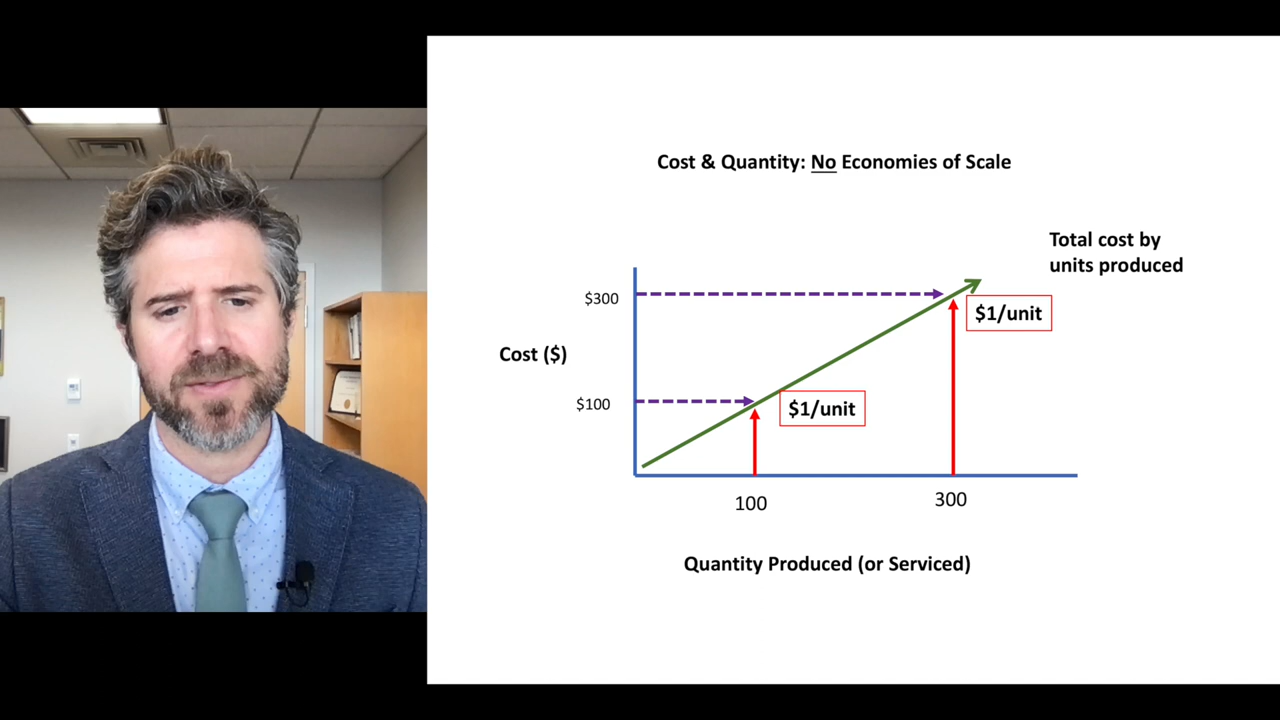 Cost & Quantity: No Economies of Scale
Total cost by
units produced
$300
$1/unit
Cost ($)
$100
$1/unit
100
300
Quantity Produced (or Serviced)